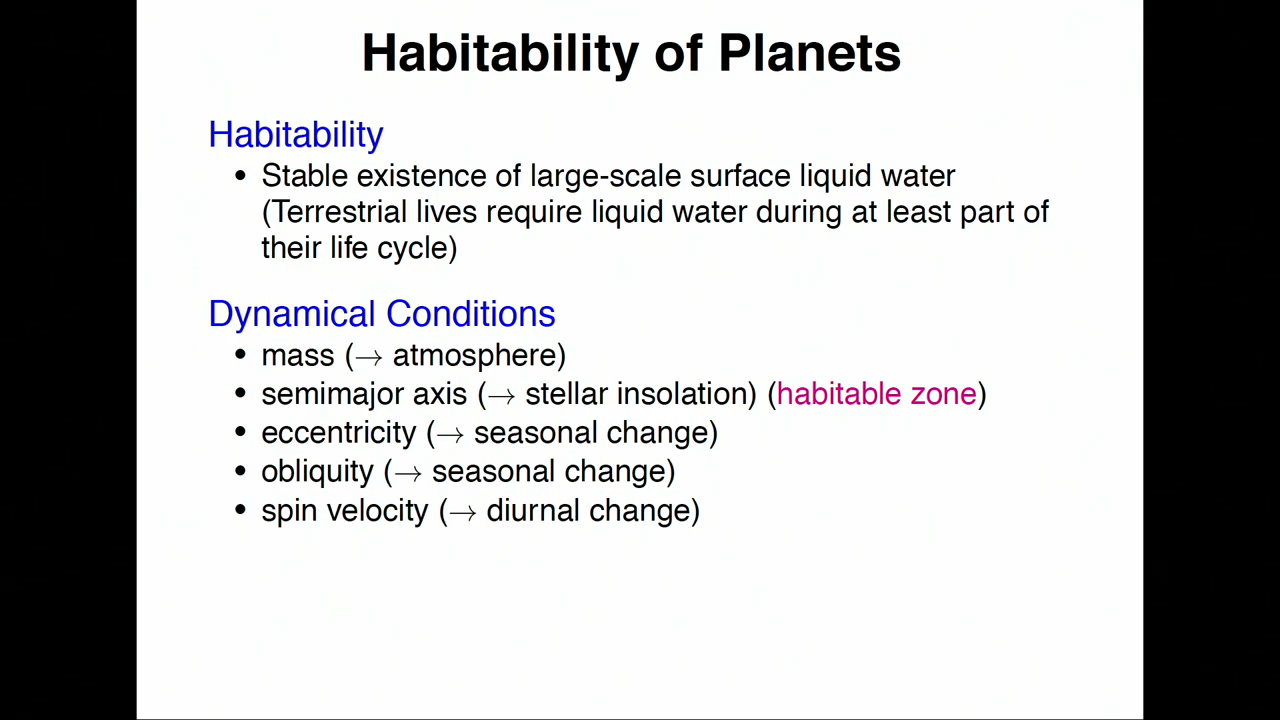 Habitability of Planets
Habitability
• Stable existence of large-scale surface liquid water
(Terrestrial lives require liquid water during at least part of
their life cycle)
Dynamical Conditions
• mass (→ atmosphere)
• semimajor axis (→ stellar insolation) (habitable zone)
• eccentricity (→ seasonal change)
• obliquity (→ seasonal change)
• spin velocity (→ diurnal change)